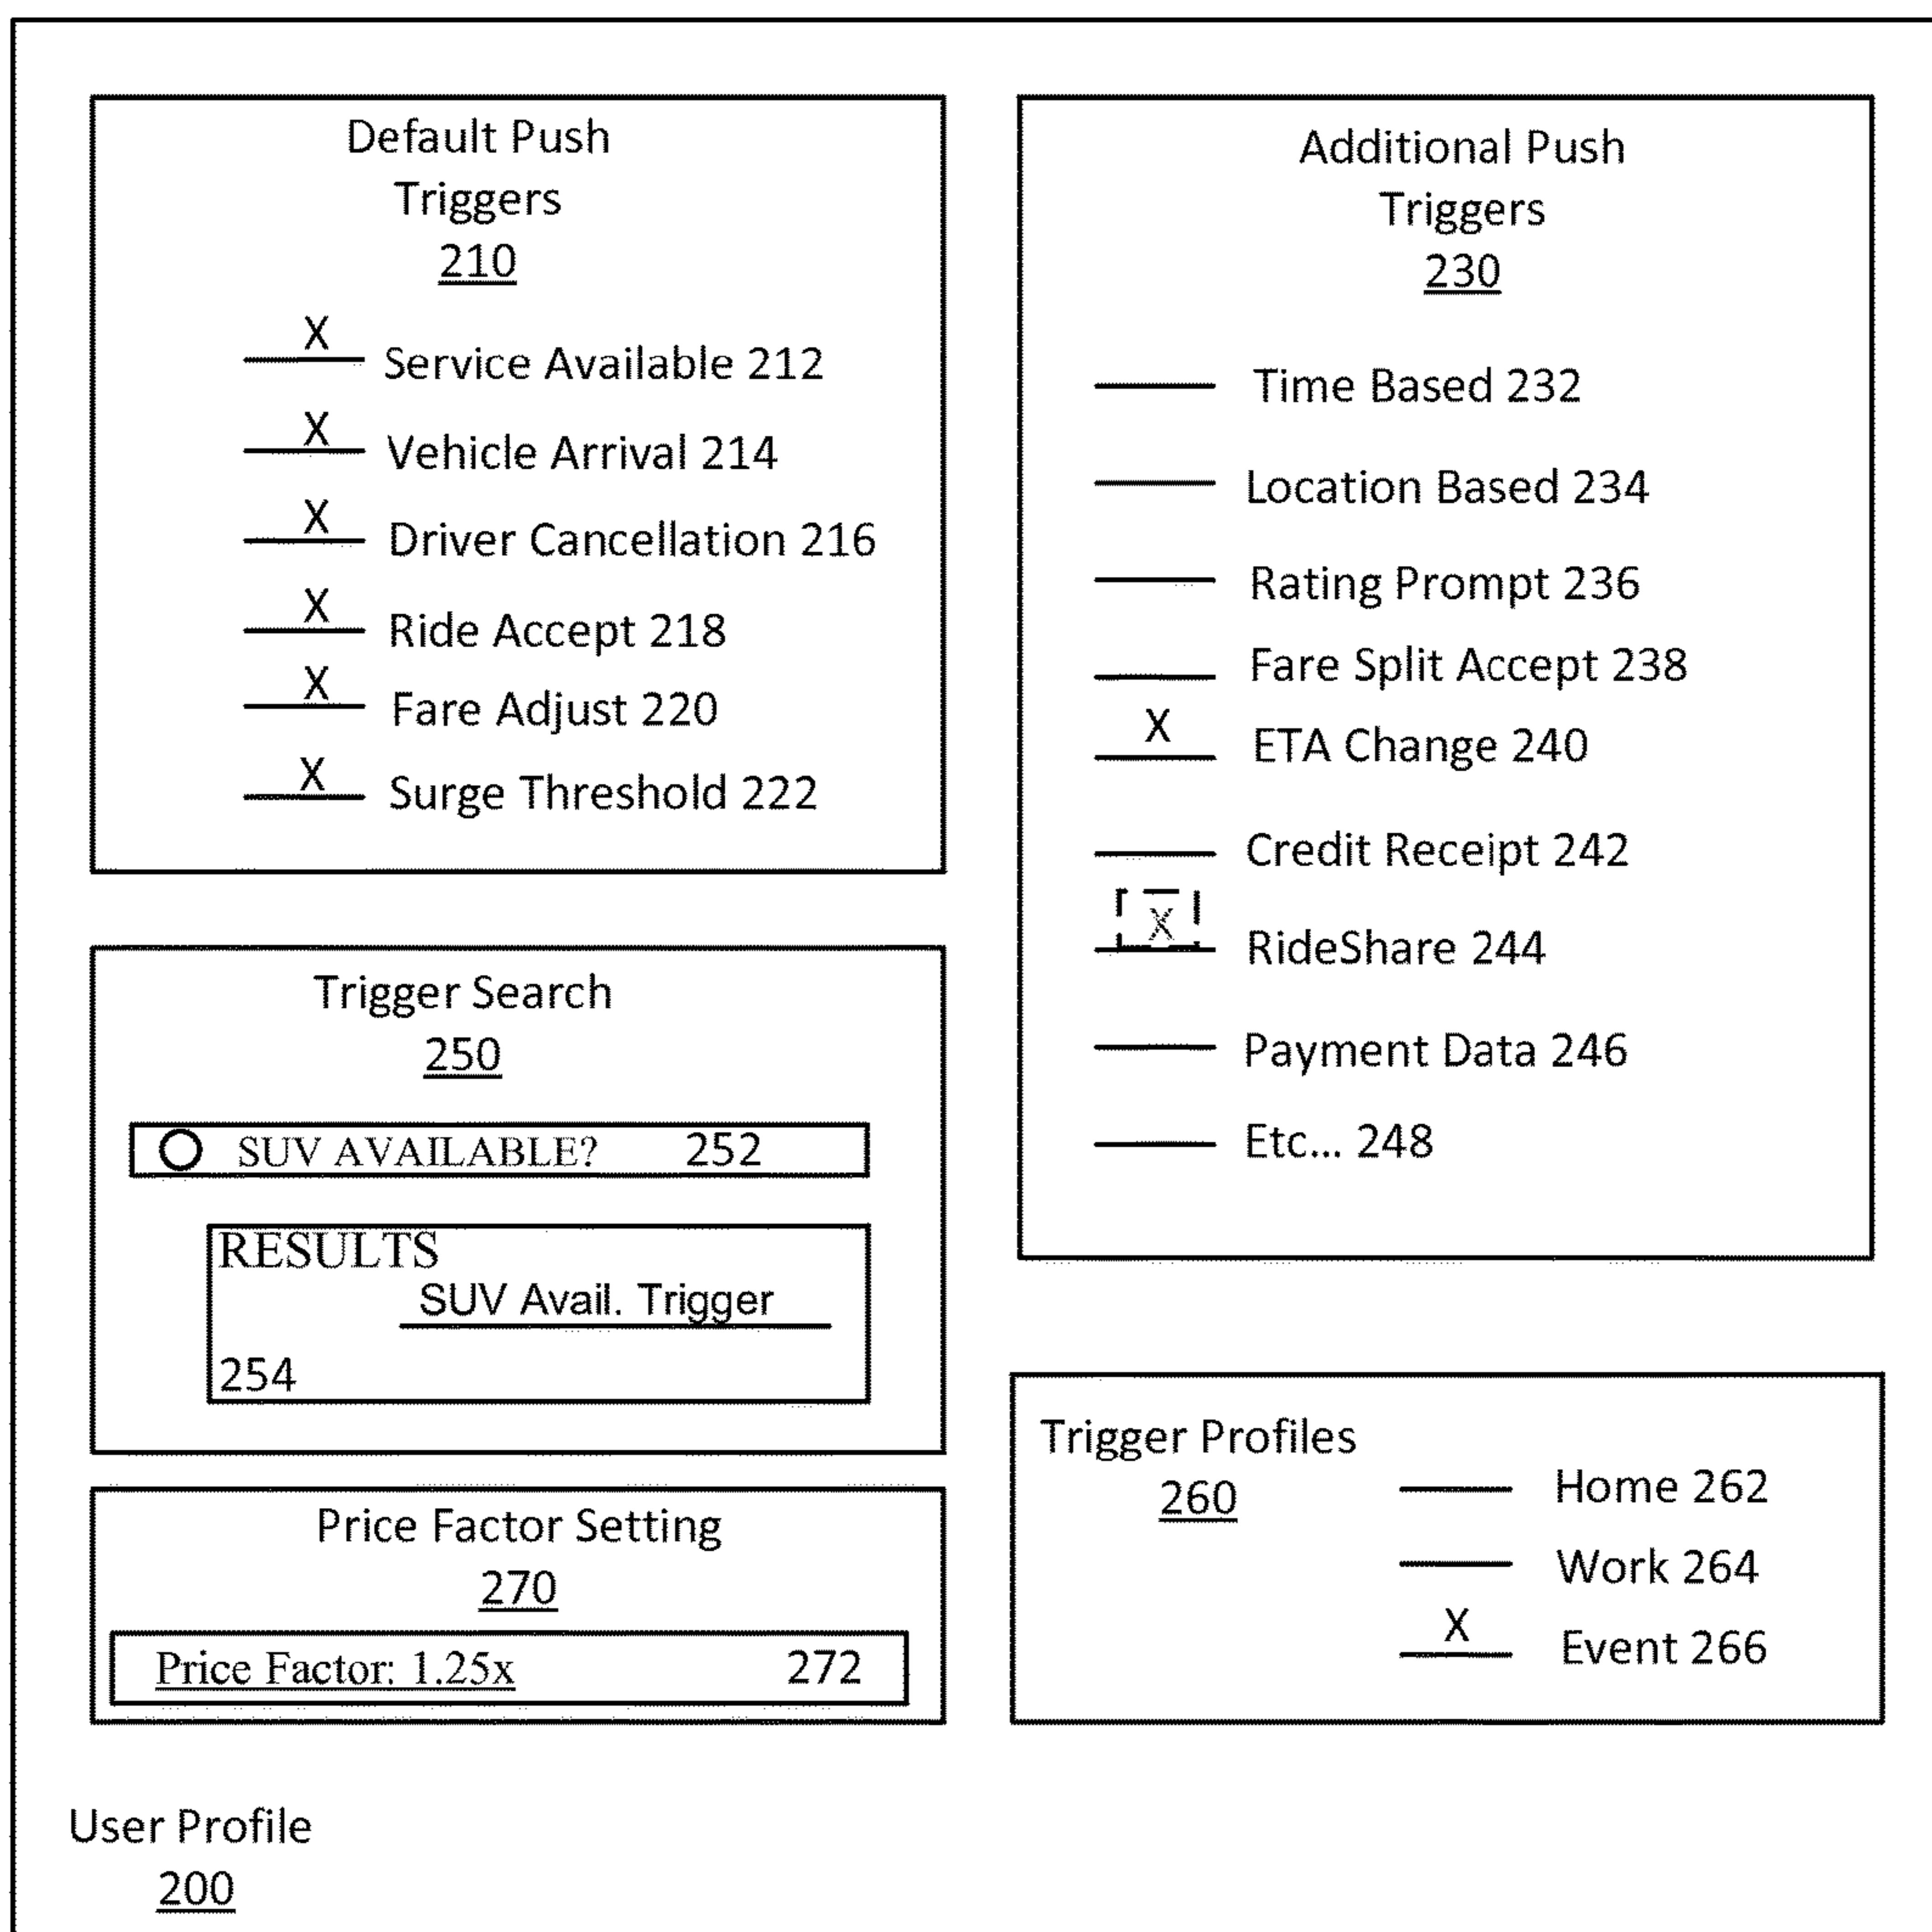 Default Push
Triggers
210
X
Service Available 212
X
Vehicle Arrival 214
X
Driver Cancellation 216
X
Ride Accept 218
X
Fare Adjust 220
X
Surge Threshold 222
Additional Push
Triggers
230
Time Based 232
Location Based 234
Rating Prompt 236
Fare Split Accept 238
X
ETA Change 240
Credit Receipt 242
X
RideShare 244
Payment Data 246
Etc... 248
Trigger Search
250
SUV AVAILABLE? 252
RESULTS
SUV Avail. Trigger
254
Trigger Profiles
260
Home 262
Work 264
X
Event 266
Price Factor Setting
270
Price Factor: 1.25x 272
User Profile
200